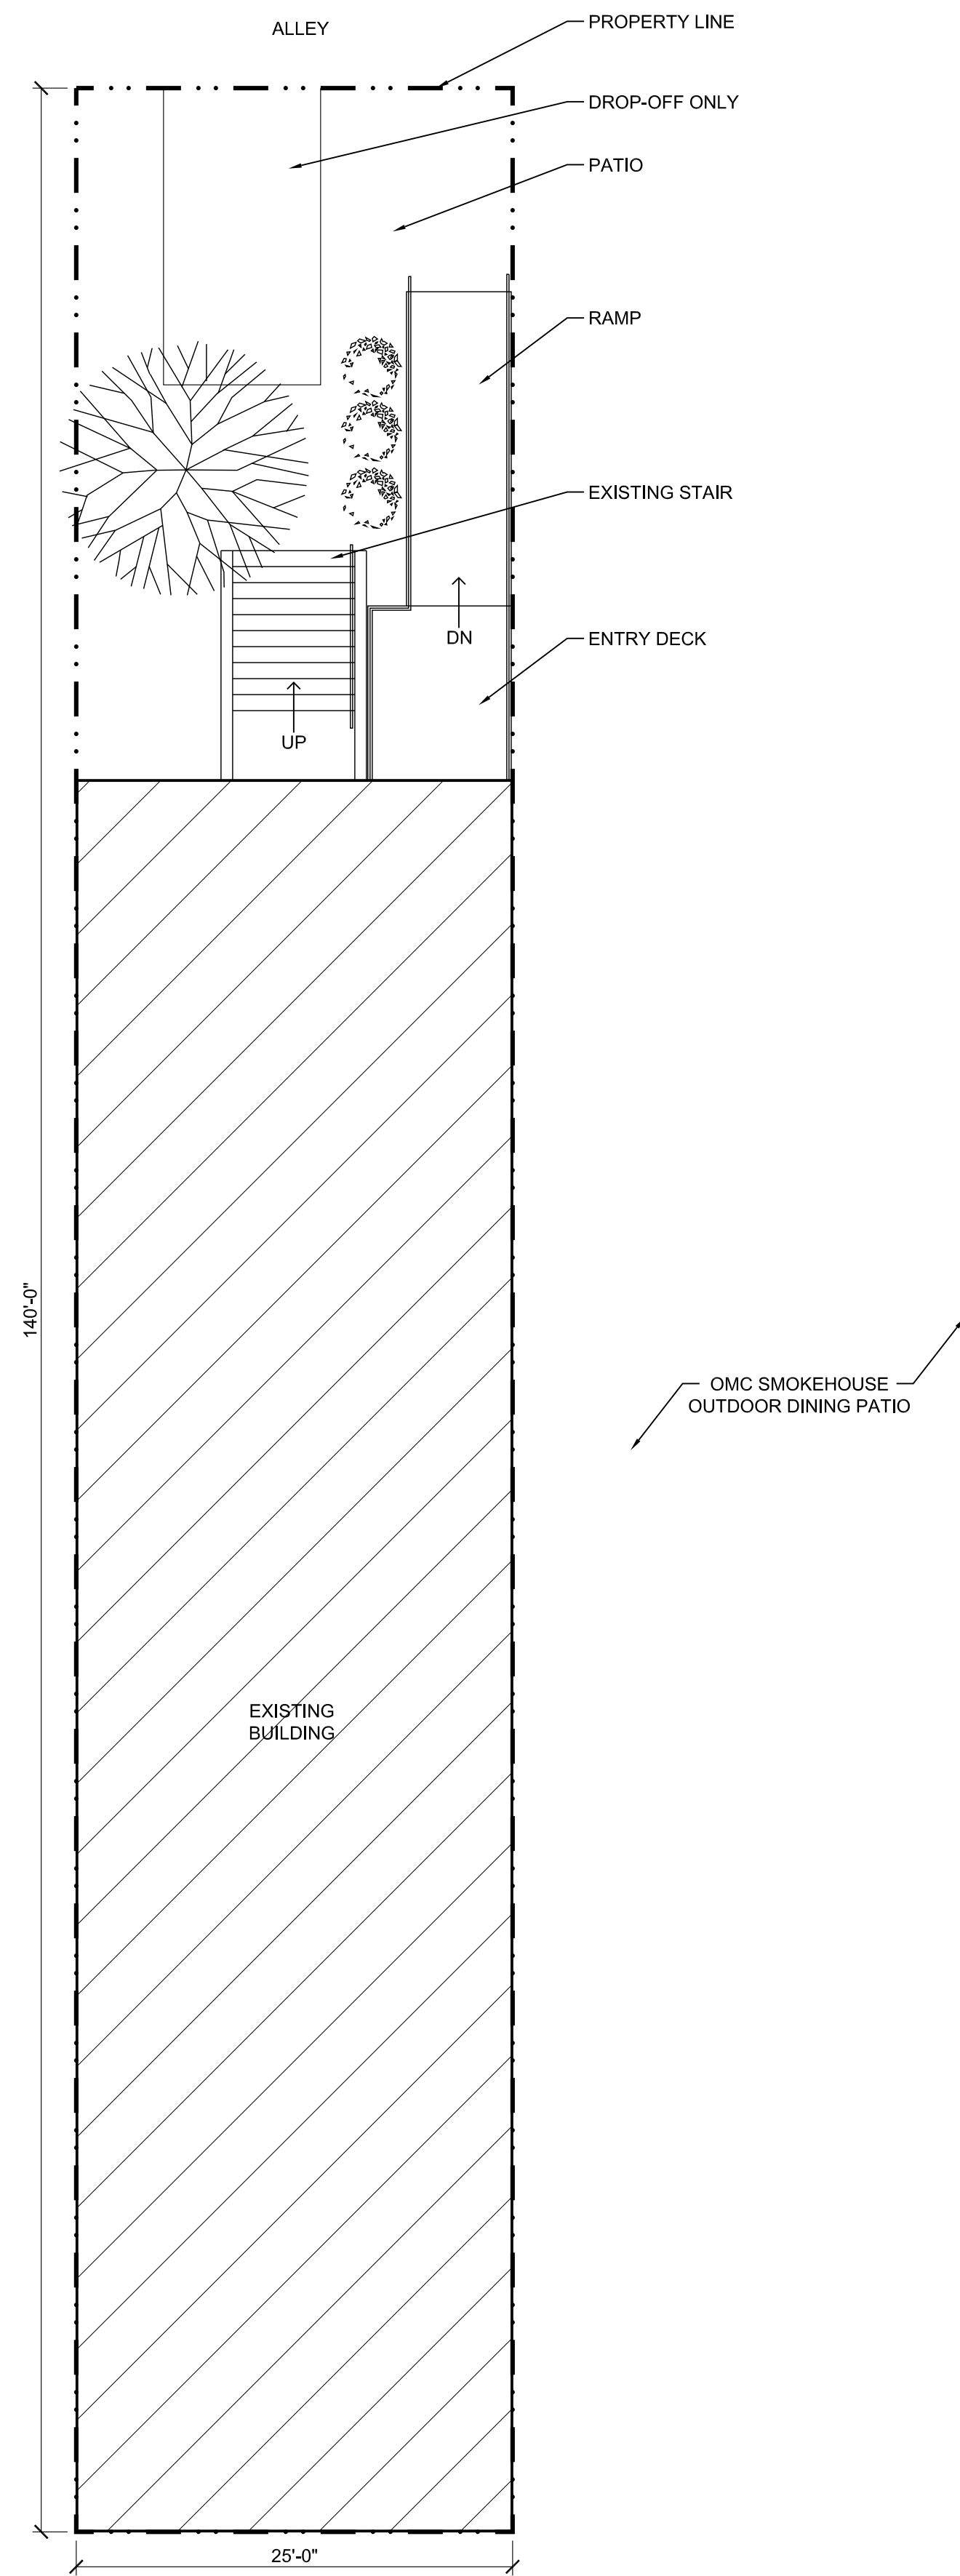 ALLEY
PROPERTY LINE
DROP-OFF ONLY
PATIO
RAMP
EXISTING STAIR
DN
ENTRY DECK
UP
140'-0"
OMC SMOKEHOUSE
OUTDOOR DINING PATIO
EXISTING
BUILDING
25'-0"